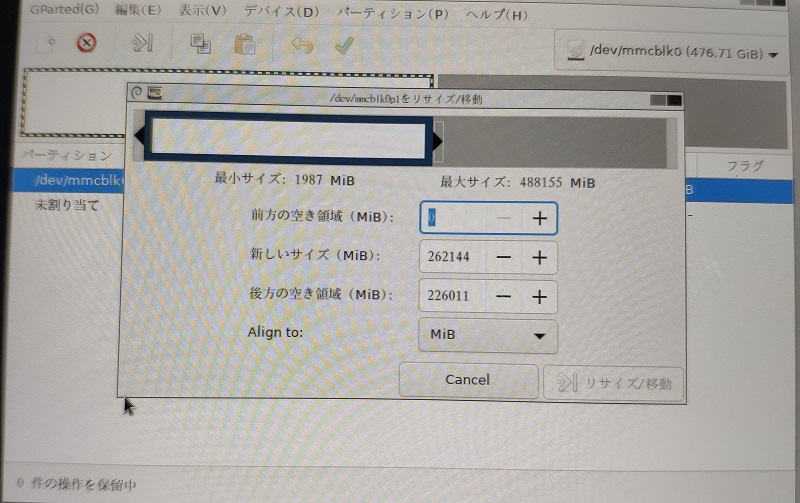 GParted(G) 編集(E) 表示(V) デバイス(D) パーティション(P) ヘルプ(H)
/dev/mmcblk0 (476.71 GiB)
/dev/mmcblk0p1をリサイズ/移動
パーティション
フラグ
最小サイズ: 1987 MiB
最大サイズ: 488155 MiB
/dev/mmcbl
B
未割り当て
-
前方の空き領域 (MiB):
0
新しいサイズ (MiB):
262144
後方の空き領域 (MiB):
226011
Align to:
MiB
Cancel
リサイズ/移動
0 件の操作を保留中